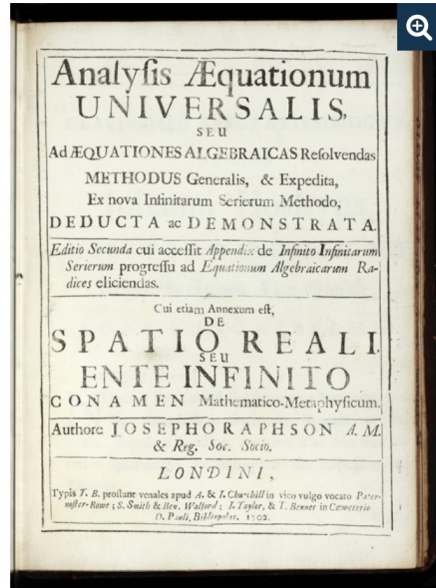 Analyſis Æquationum
UNIVERSALIS,
SEU
Ad ÆQUATIONES ALGEBRAICAS Reſolvendas
METHODUS Generalis, & Expedita,
Ex nova Infinitarum Serierum Methodo,
DEDUCTA ac DEMONSTRATA.
Editio Secunda cui acceſſit Appendix de Infinito Infinitarum
Serierum progreſſu ad Equationum Algebraicarum Ra-
dices eliciendas.
Cui etiam Annexum eſt,
DE
SPATIO REALI
SEU
ENTE INFINITO
CONAMEN Mathematico-Metaphyſicum.
Authore JOSEPHO RAPHSON A. M.
& Reg. Soc. Socio.
LONDINI,
Typis T. B. proſtant venales apud A. & I. Churchill in vico vulgo vocato Pater-
noſter-Rowe; S. Smith & Ben. Walford; J. Taylor, & T. Bennet in Cœmeterio
D. Pauli, Bibliopolas. 1702.